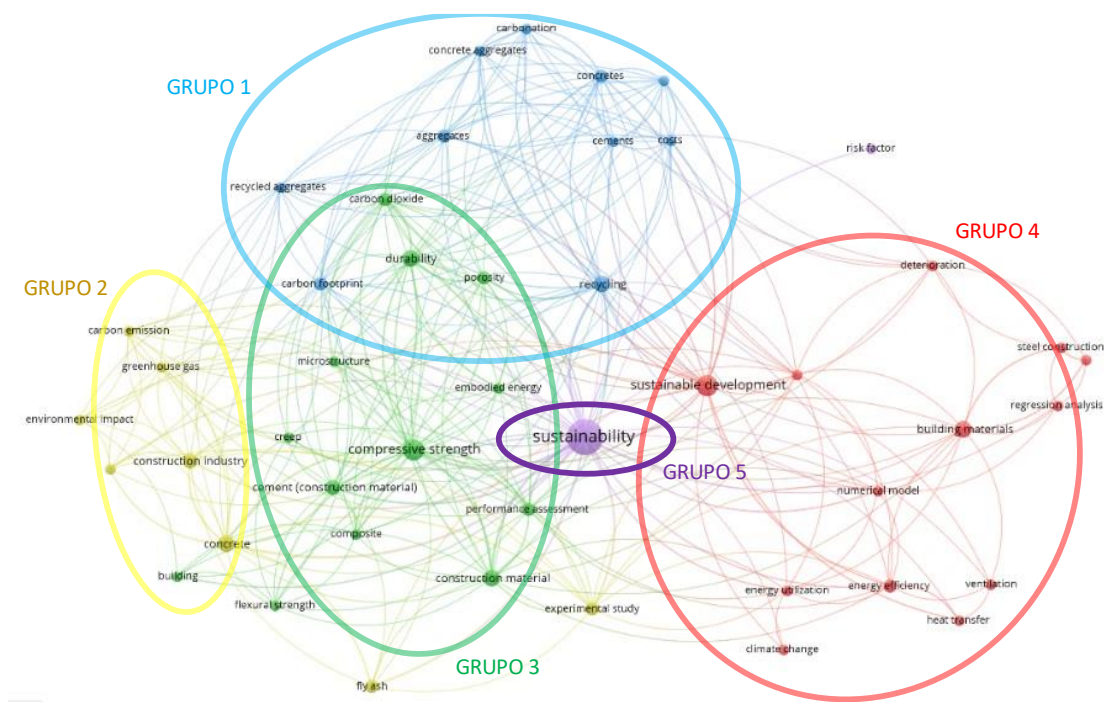 carbonation
concrete aggregates
concretes
GRUPO 1
aggregates
cements
costs
risk factor
recycled aggregates
carbon dioxide
GRUPO 4
durability
deterioration
porosity
carbon footprint
recycling
GRUPO 2
carbon emission
steel construction
greenhouse gas
microstructure
embodied energy
sustainable development
regression analysis
environmental impact
building materials
creep
sustainability
compressive strength
construction industry
GRUPO 5
cement (construction material)
numerical model
performance assessment
composite
concrete
building
construction material
energy utilization
energy efficiency
ventilation
flexural strength
experimental study
heat transfer
climate change
GRUPO 3
fly ash